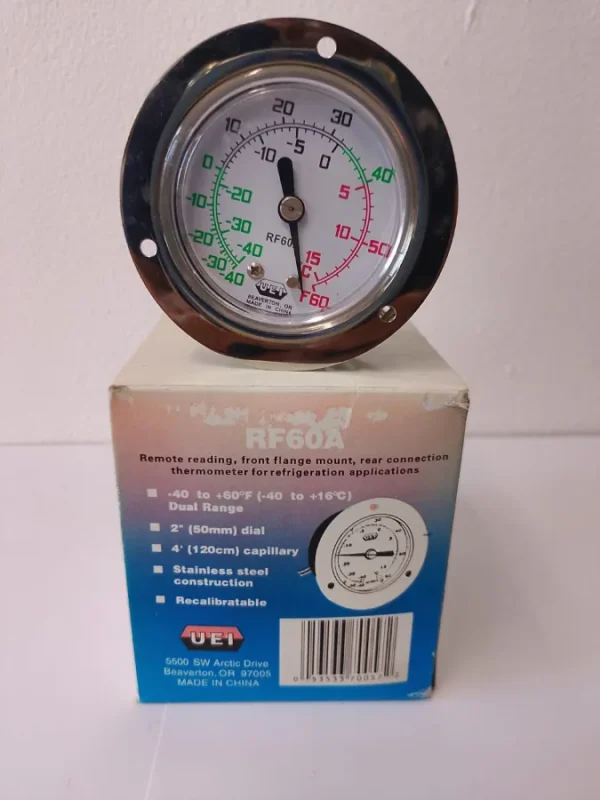 10 20 30
-10 -5 0
0 40
-20 5
-30 10 50
-20 -40 RF60 15
-30 C
-40 F60
UEI
BEAVERTON, OR
MADE IN CHINA
RF60A
Remote reading, front flange mount, rear connection
thermometer for refrigeration applications
-40 to +60°F (-40 to +16°C)
Dual Range
2" (50mm) dial
4' (120cm) capillary
Stainless steel
construction
Recalibratable
UEI
5500 SW Arctic Drive
Beaverton, OR 97005
MADE IN CHINA